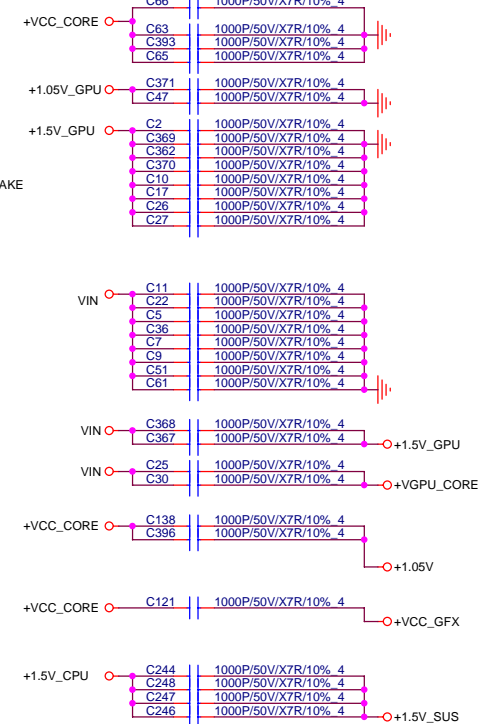 C66 1000P/50V/X7R/10%_4
+VCC_CORE
C63 1000P/50V/X7R/10%_4
C393 1000P/50V/X7R/10%_4
C65 1000P/50V/X7R/10%_4
+1.05V_GPU C371 1000P/50V/X7R/10%_4
C47 1000P/50V/X7R/10%_4
+1.5V_GPU C2 1000P/50V/X7R/10%_4
C369 1000P/50V/X7R/10%_4
C362 1000P/50V/X7R/10%_4
C370 1000P/50V/X7R/10%_4
AKE C10 1000P/50V/X7R/10%_4
C17 1000P/50V/X7R/10%_4
C26 1000P/50V/X7R/10%_4
C27 1000P/50V/X7R/10%_4
VIN C11 1000P/50V/X7R/10%_4
C22 1000P/50V/X7R/10%_4
C5 1000P/50V/X7R/10%_4
C36 1000P/50V/X7R/10%_4
C7 1000P/50V/X7R/10%_4
C9 1000P/50V/X7R/10%_4
C51 1000P/50V/X7R/10%_4
C61 1000P/50V/X7R/10%_4
VIN C368 1000P/50V/X7R/10%_4
C367 1000P/50V/X7R/10%_4 +1.5V_GPU
VIN C25 1000P/50V/X7R/10%_4
C30 1000P/50V/X7R/10%_4 +VGPU_CORE
+VCC_CORE C138 1000P/50V/X7R/10%_4
C396 1000P/50V/X7R/10%_4
+1.05V
+VCC_CORE C121 1000P/50V/X7R/10%_4
+VCC_GFX
+1.5V_CPU C244 1000P/50V/X7R/10%_4
C248 1000P/50V/X7R/10%_4
C247 1000P/50V/X7R/10%_4
C246 1000P/50V/X7R/10%_4 +1.5V_SUS